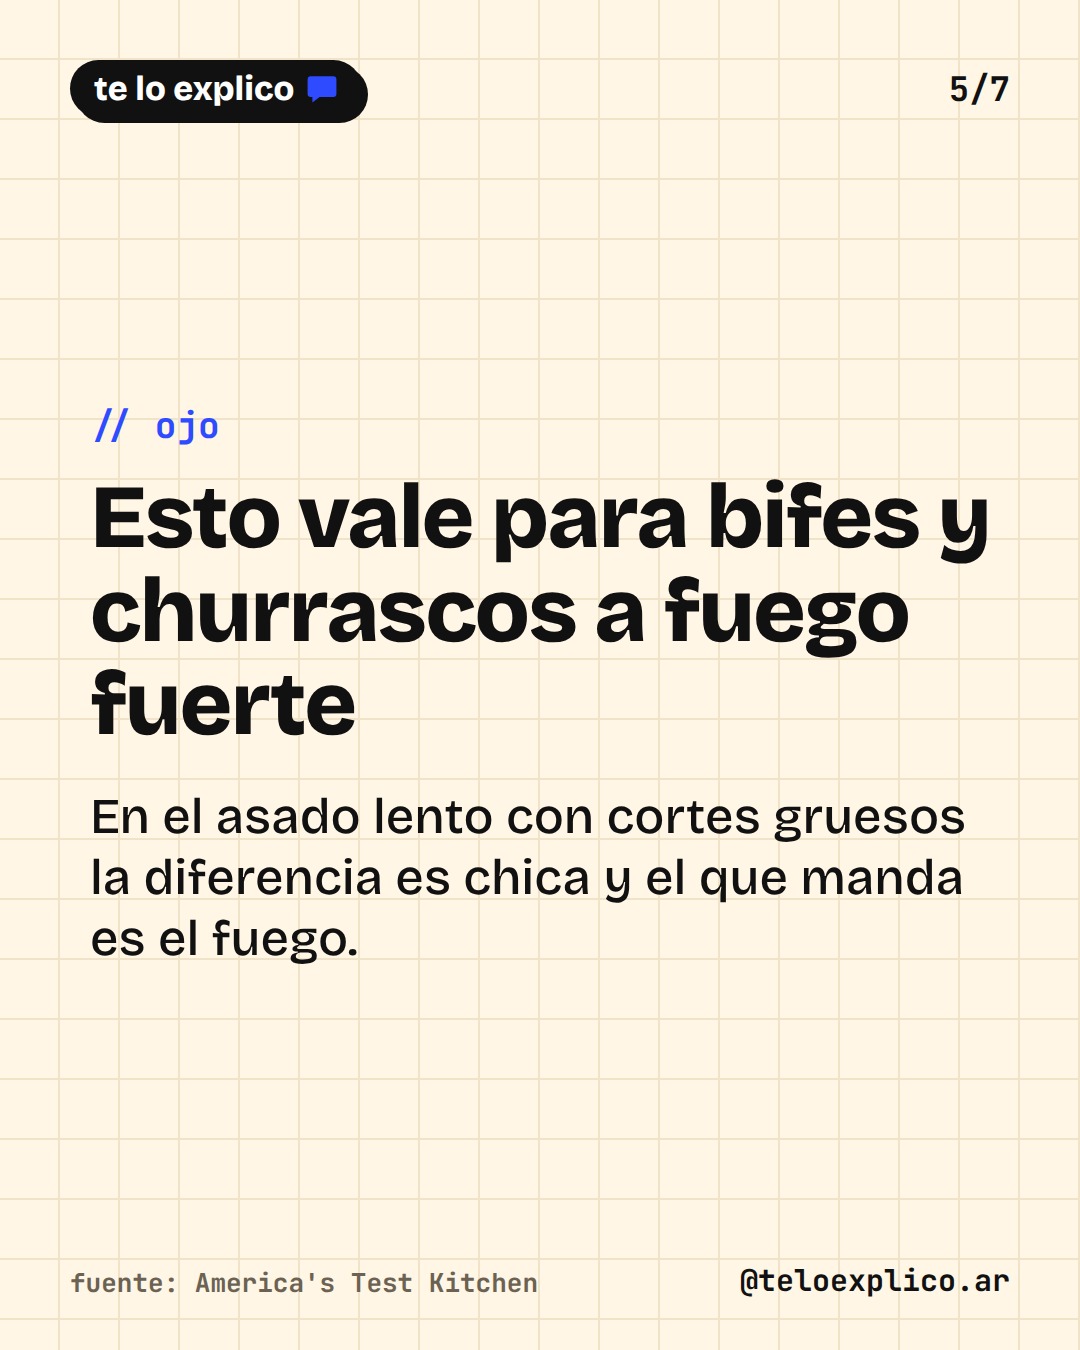 te lo explico
5/7
// ojo
Esto vale para bifes y
churrascos a fuego
fuerte
En el asado lento con cortes gruesos
la diferencia es chica y el que manda
es el fuego.
fuente: America's Test Kitchen
@teloexplico.ar